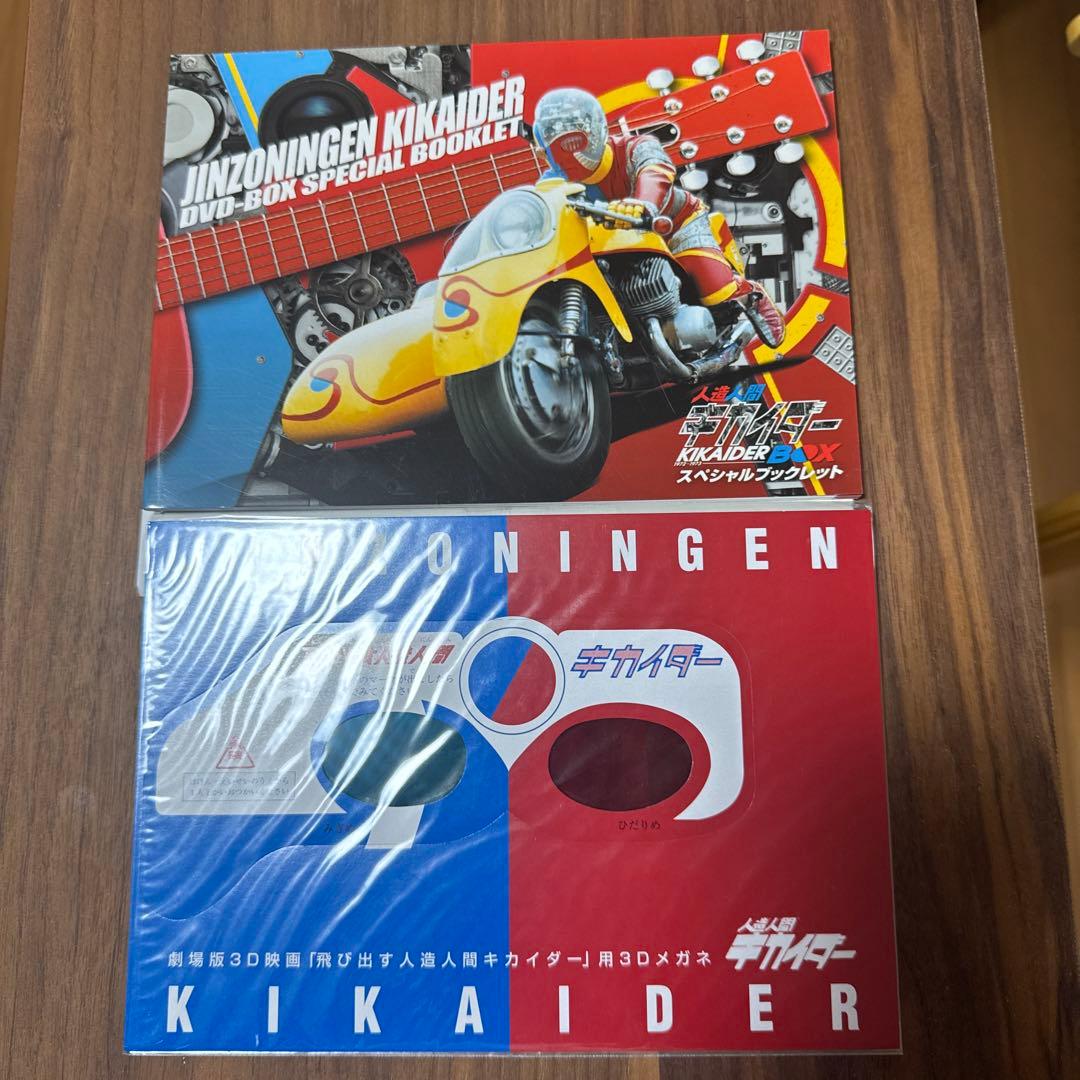 JINZONINGEN KIKAIDER
DVD-BOX SPECIAL BOOKLET
人造人間
キカイダー
KIKAIDER BOX
1972-1973
スペシャルブックレット
ONINGEN
人造人間
キカイダー
ひだりめ
劇場版3D映画「飛び出す人造人間キカイダー」用3Dメガネ
人造人間
キカイダー
KIKAIDER